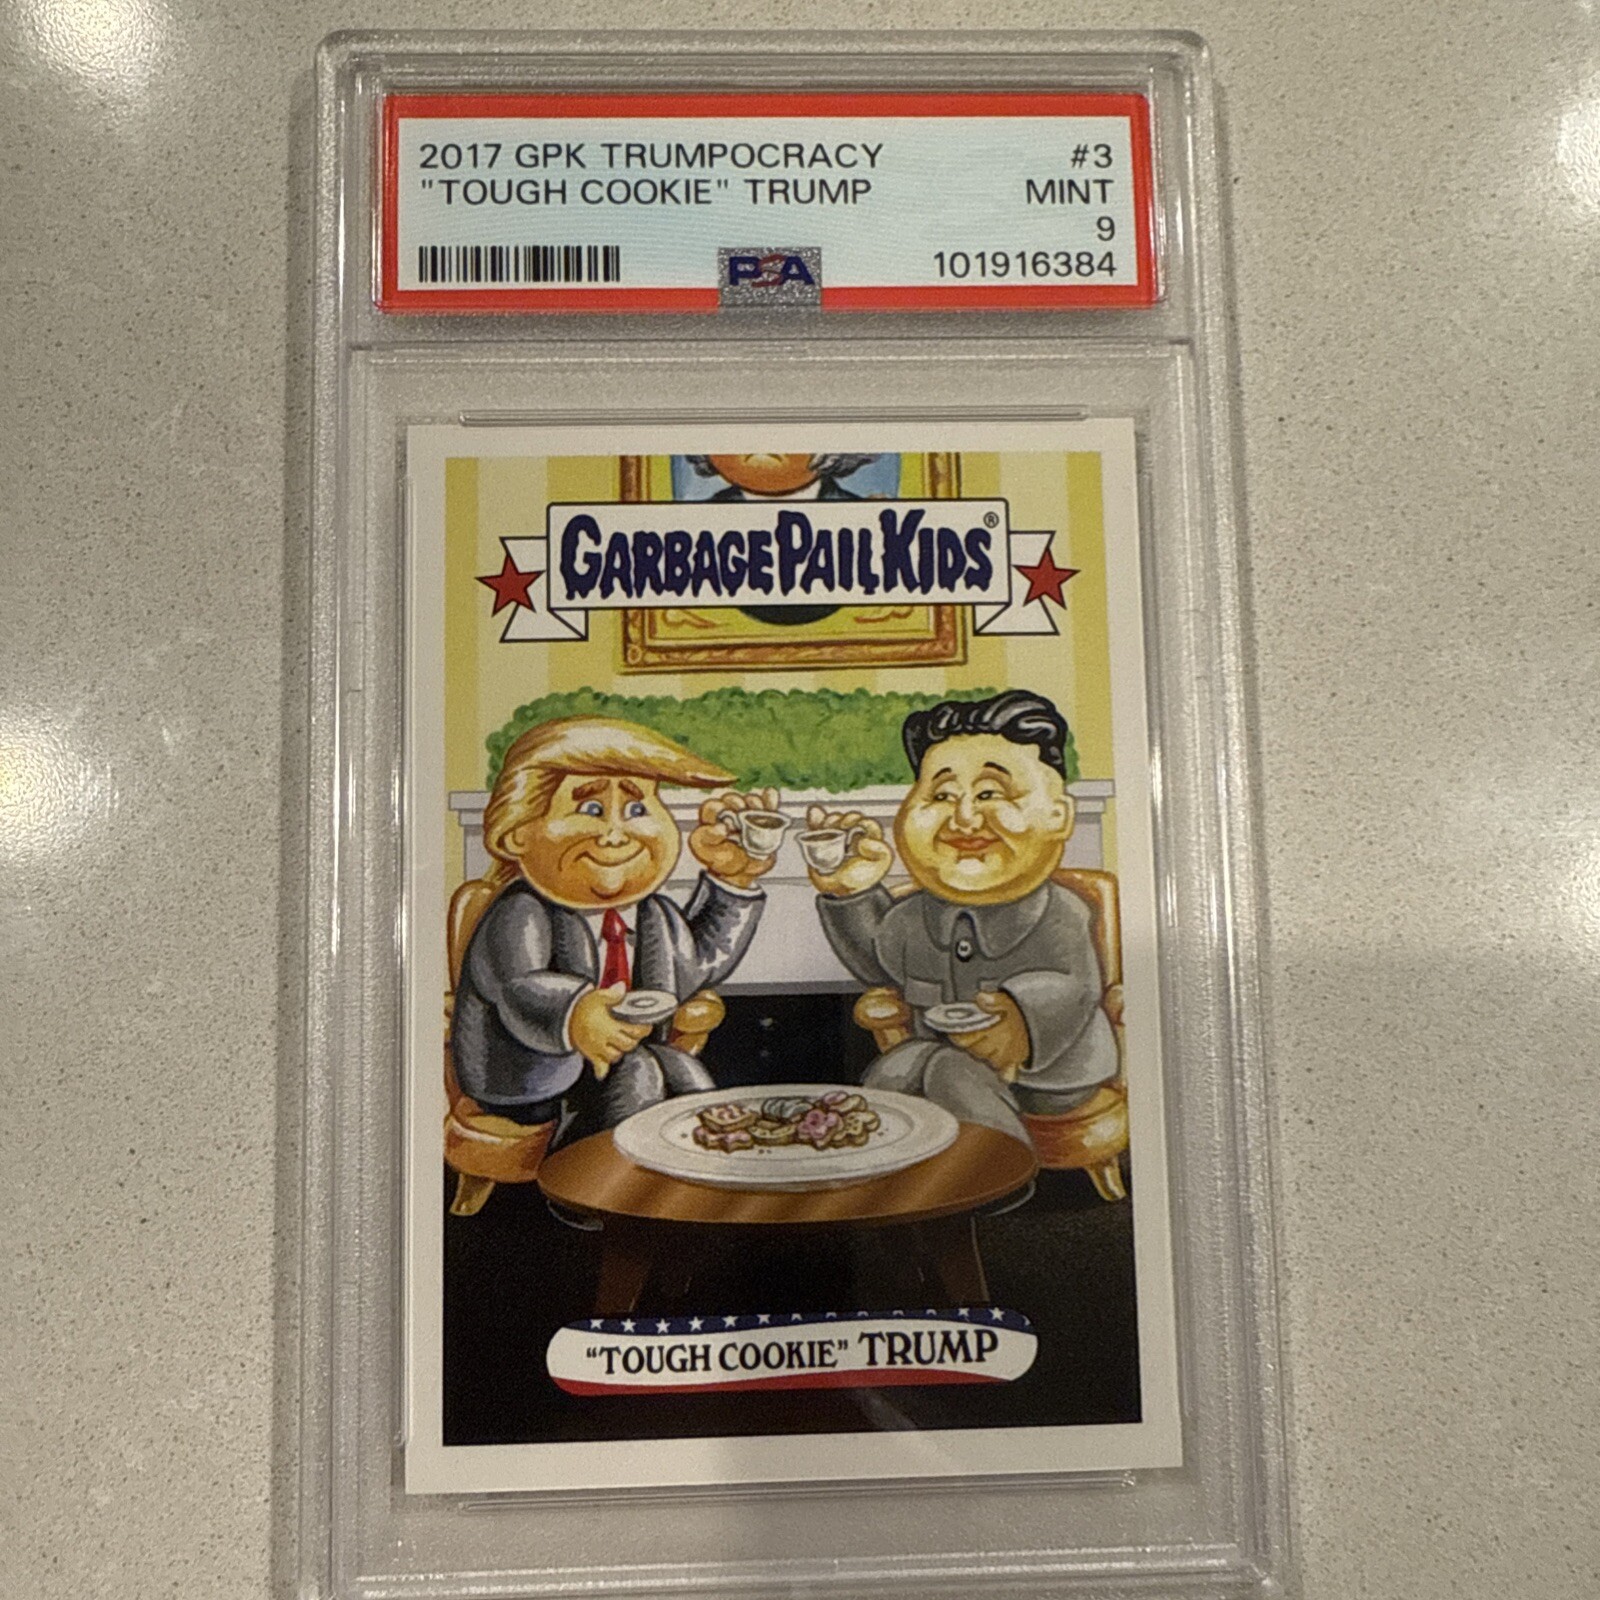 2017 GPK TRUMPOCRACY #3
"TOUGH COOKIE" TRUMP MINT
9
PSA 101916384
GARBAGE PAIL KIDS®
“TOUGH COOKIE” TRUMP